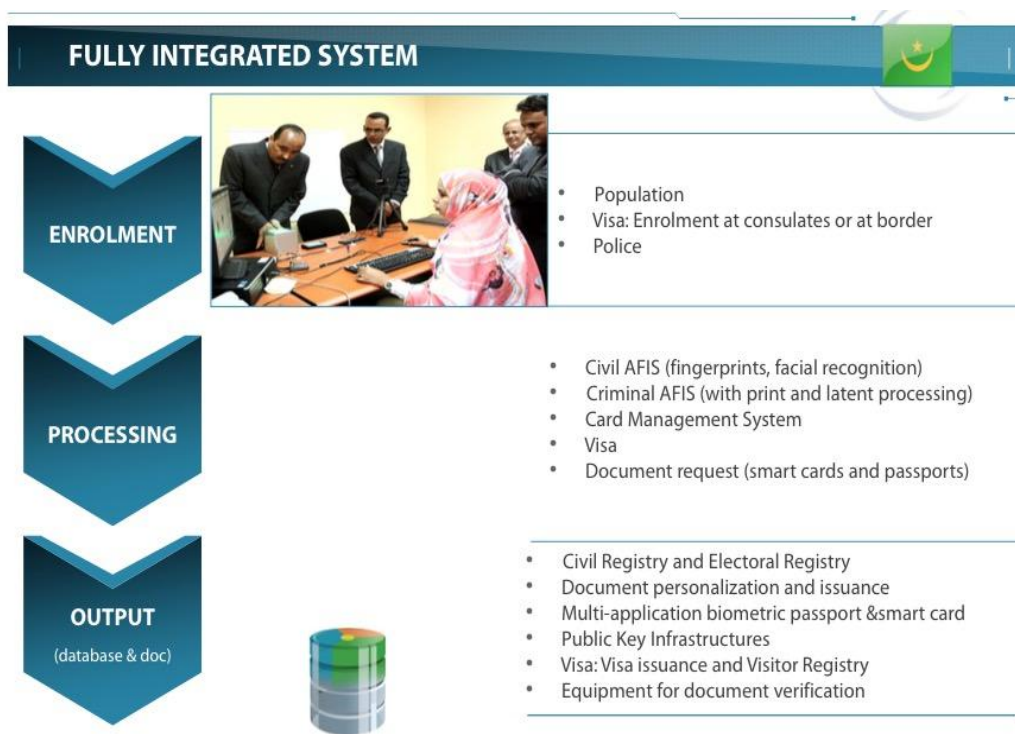 FULLY INTEGRATED SYSTEM
ENROLMENT
• Population
• Visa: Enrolment at consulates or at border
• Police
PROCESSING
• Civil AFIS (fingerprints, facial recognition)
• Criminal AFIS (with print and latent processing)
• Card Management System
• Visa
• Document request (smart cards and passports)
OUTPUT
(database & doc)
• Civil Registry and Electoral Registry
• Document personalization and issuance
• Multi-application biometric passport &smart card
• Public Key Infrastructures
• Visa: Visa issuance and Visitor Registry
• Equipment for document verification